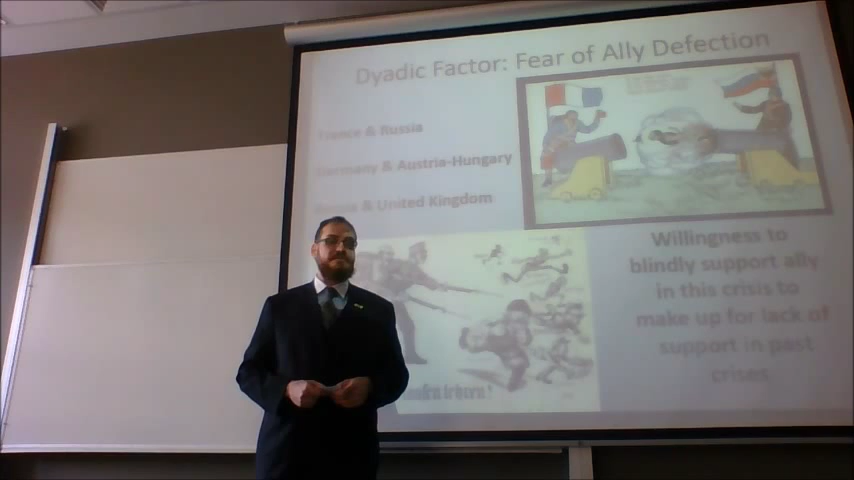 Dyadic Factor: Fear of Ally Defection
France & Russia
Germany & Austria-Hungary
& United Kingdom
Willingness to
blindly support ally
in this crisis to
make up for lack of
support in past
crises